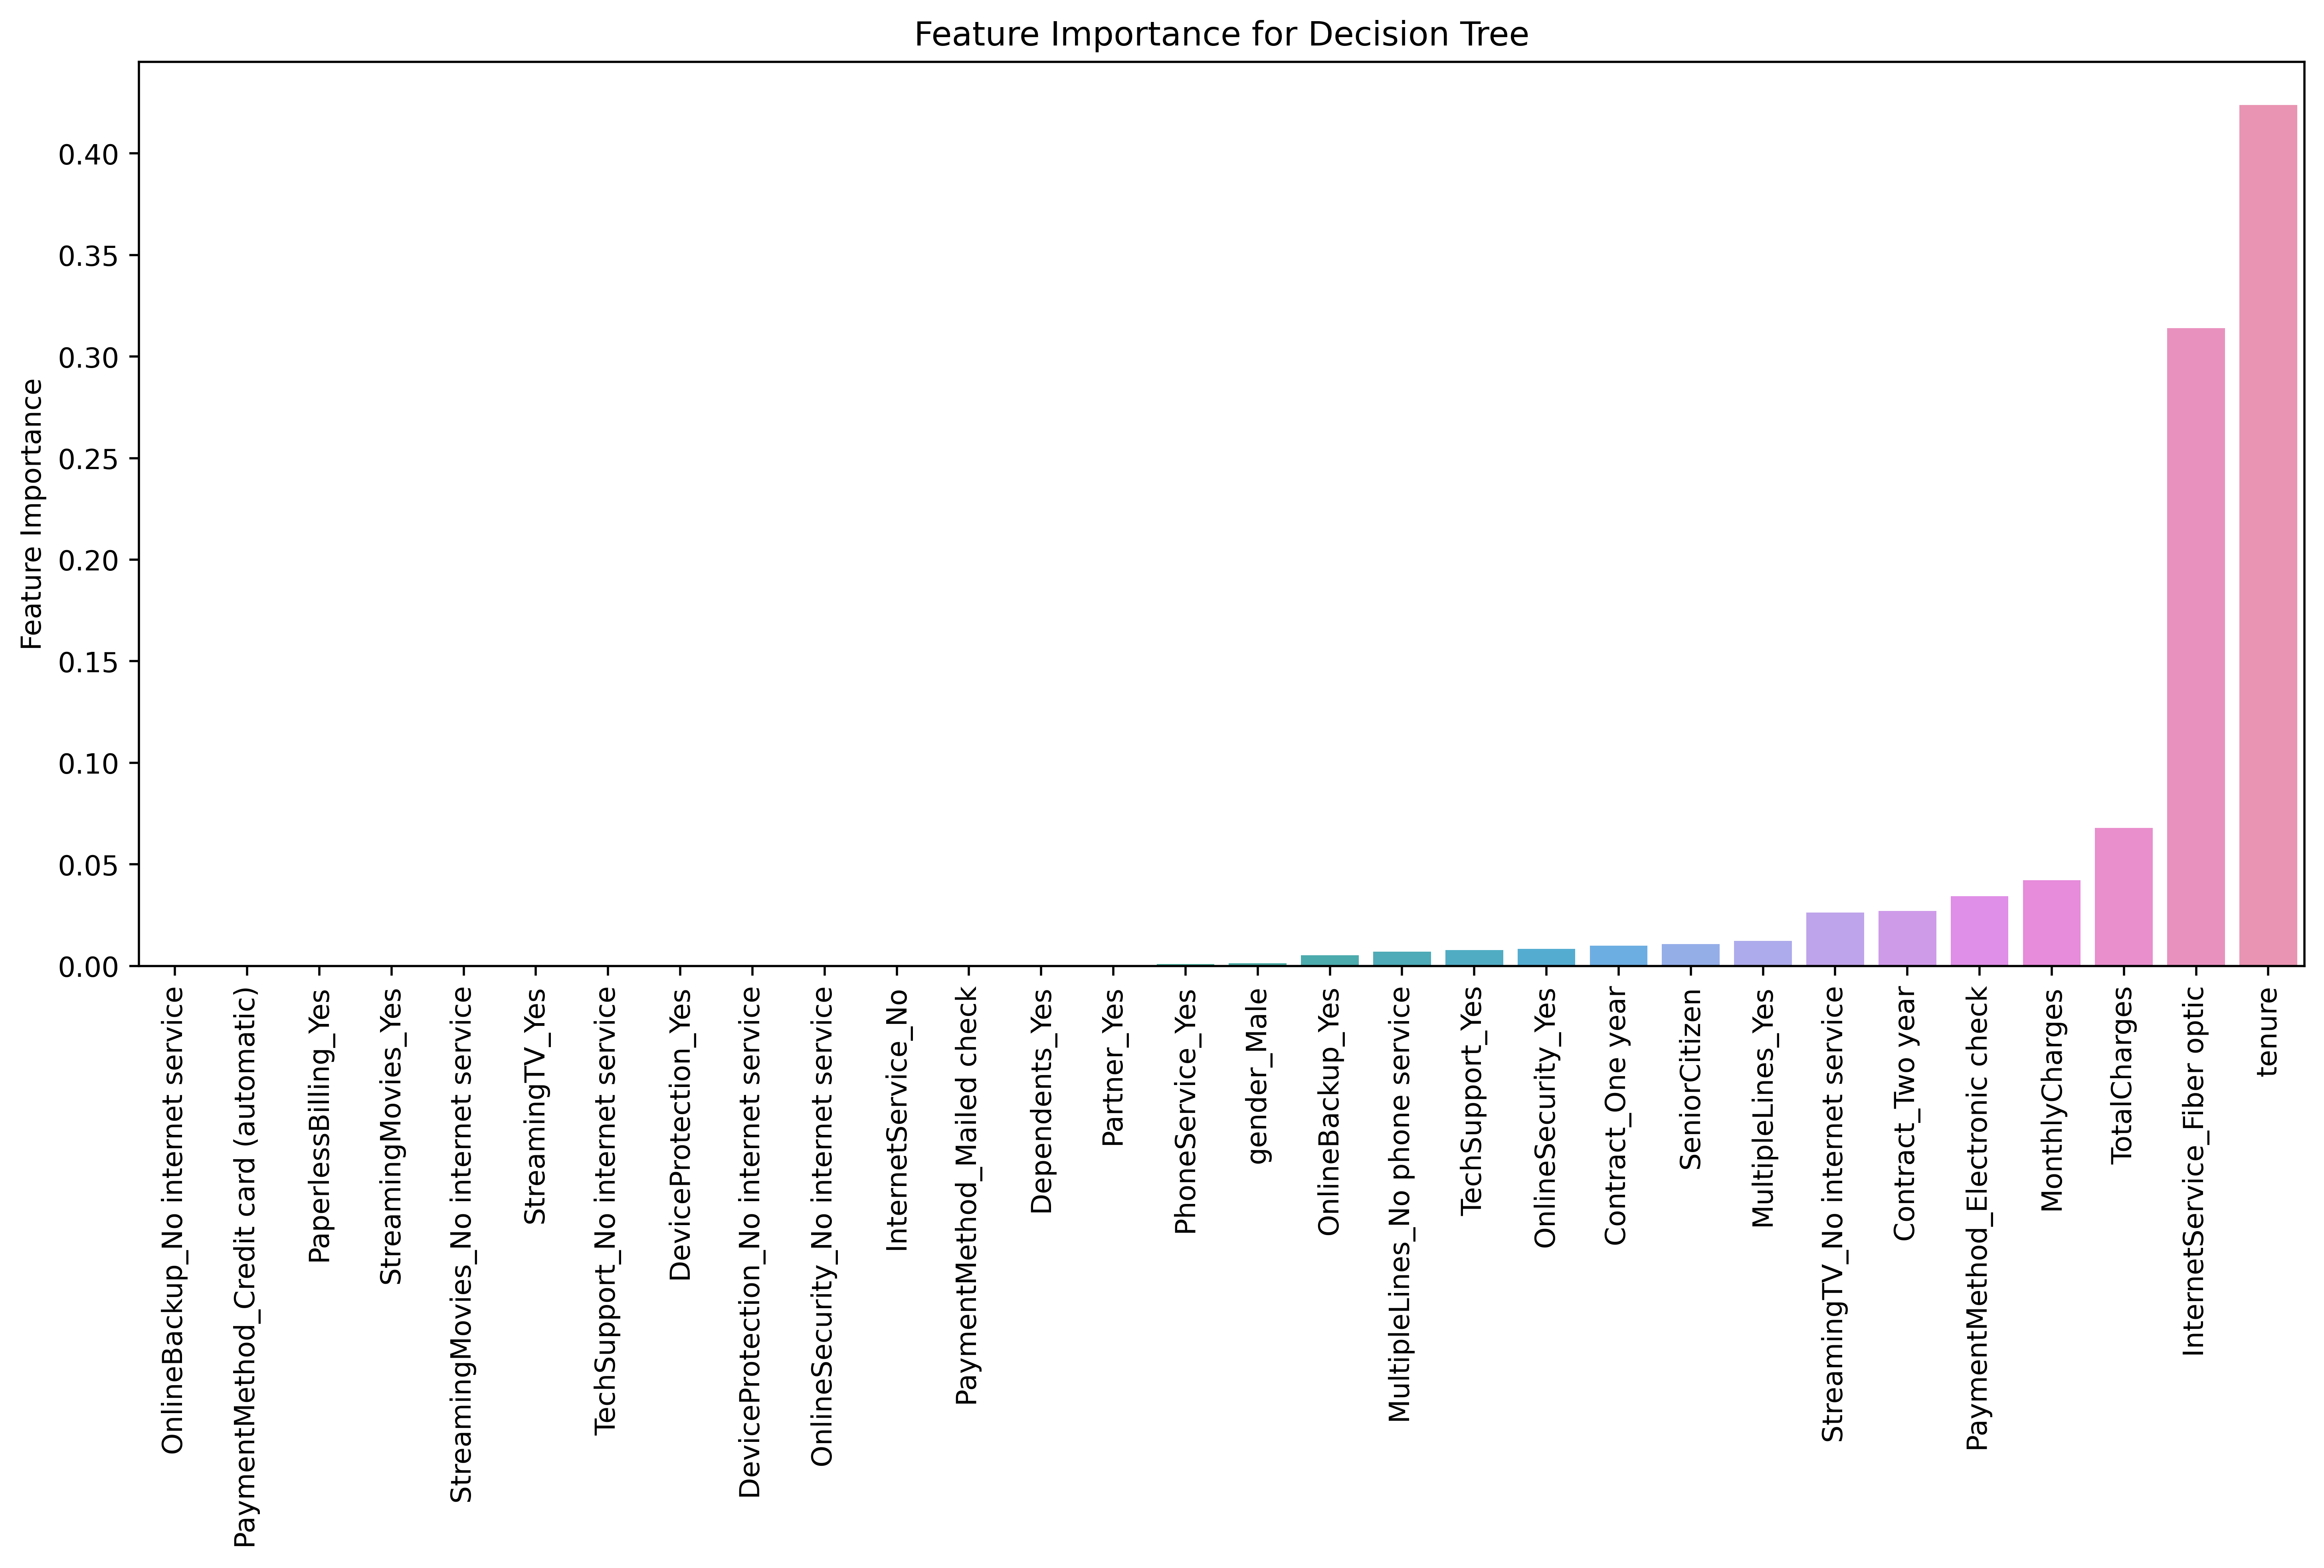 Feature Importance for Decision Tree
Feature Importance
0.40
0.35
0.30
0.25
0.20
0.15
0.10
0.05
0.00
OnlineBackup_No internet service
PaymentMethod_Credit card (automatic)
PaperlessBilling_Yes
StreamingMovies_Yes
StreamingMovies_No internet service
StreamingTV_Yes
TechSupport_No internet service
DeviceProtection_Yes
DeviceProtection_No internet service
OnlineSecurity_No internet service
InternetService_No
PaymentMethod_Mailed check
Dependents_Yes
Partner_Yes
PhoneService_Yes
gender_Male
OnlineBackup_Yes
MultipleLines_No phone service
TechSupport_Yes
OnlineSecurity_Yes
Contract_One year
SeniorCitizen
MultipleLines_Yes
StreamingTV_No internet service
Contract_Two year
PaymentMethod_Electronic check
MonthlyCharges
TotalCharges
InternetService_Fiber optic
tenure